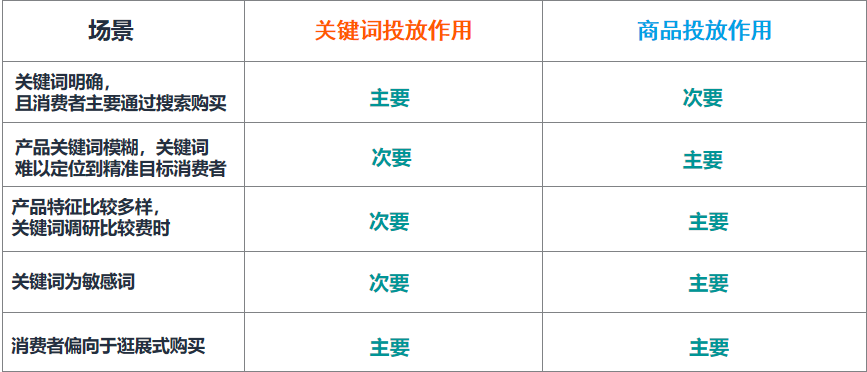 场景 关键词投放作用 商品投放作用
关键词明确，
且消费者主要通过搜索购买 主要 次要
产品关键词模糊，关键词
难以定位到精准目标消费者 次要 主要
产品特征比较多样，
关键词调研比较费时 次要 主要
关键词为敏感词 次要 主要
消费者偏向于逛展式购买 主要 主要